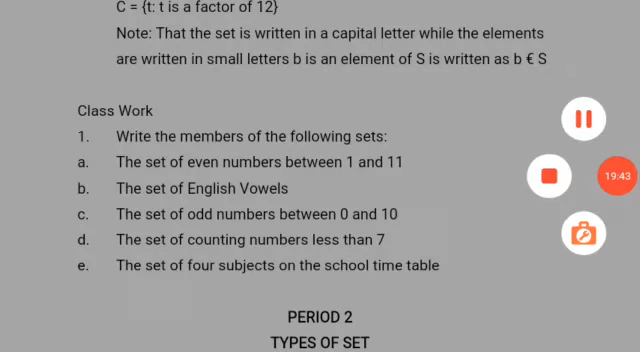 C = {t: t is a factor of 12}
Note: That the set is written in a capital letter while the elements
are written in small letters b is an element of S is written as b € S
Class Work
1. Write the members of the following sets:
a. The set of even numbers between 1 and 11
b. The set of English Vowels
c. The set of odd numbers between 0 and 10
d. The set of counting numbers less than 7
e. The set of four subjects on the school time table
19:43
PERIOD 2
TYPES OF SET